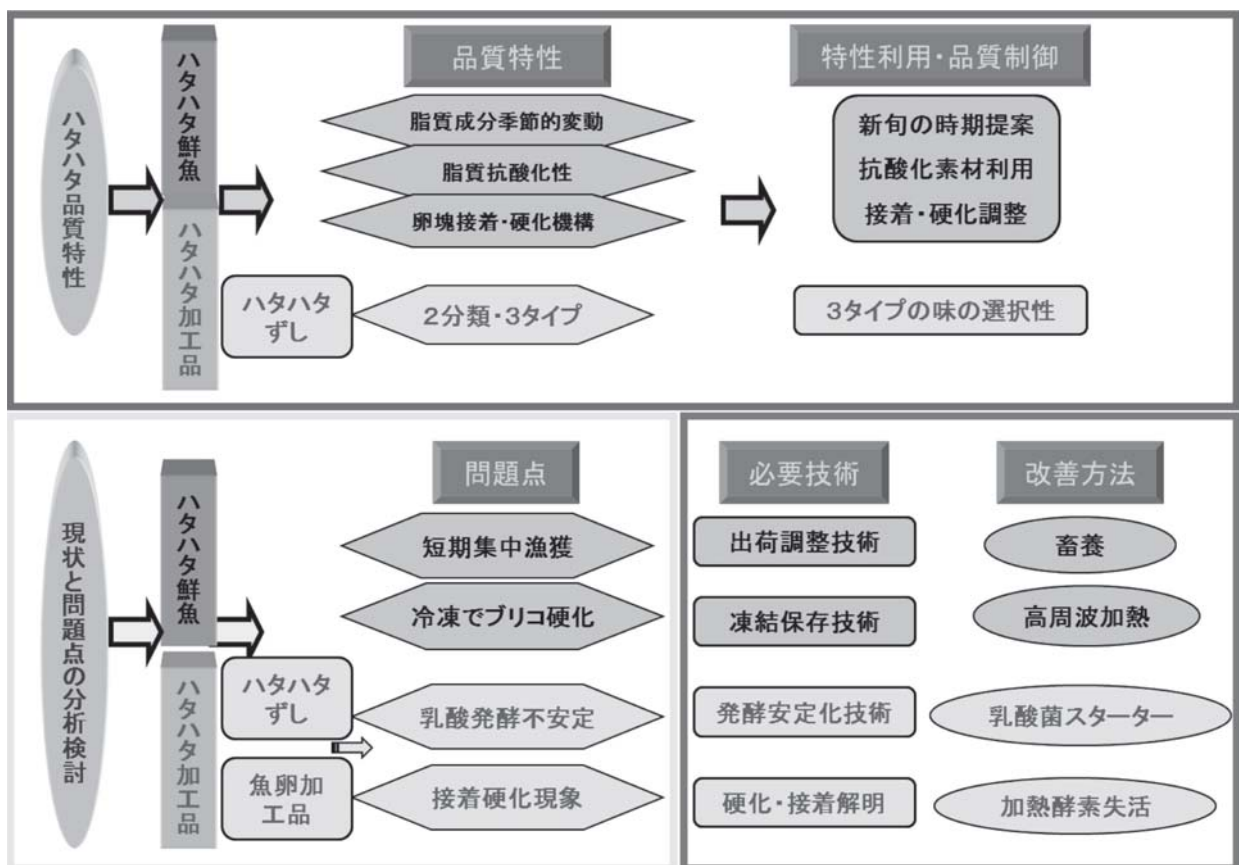 品質特性
特性利用・品質制御
ハタハタ品質特性
ハタハタ鮮魚
ハタハタ加工品
脂質成分季節的変動
脂質抗酸化性
卵塊接着・硬化機構
新旬の時期提案
抗酸化素材利用
接着・硬化調整
ハタハタ
ずし
2分類・3タイプ
3タイプの味の選択性
現状と問題点の分析検討
ハタハタ鮮魚
ハタハタ加工品
問題点
必要技術
改善方法
短期集中漁獲
出荷調整技術
畜養
冷凍でブリコ硬化
凍結保存技術
高周波加熱
ハタハタ
ずし
乳酸発酵不安定
発酵安定化技術
乳酸菌スターター
魚卵加
工品
接着硬化現象
硬化・接着解明
加熱酵素失活